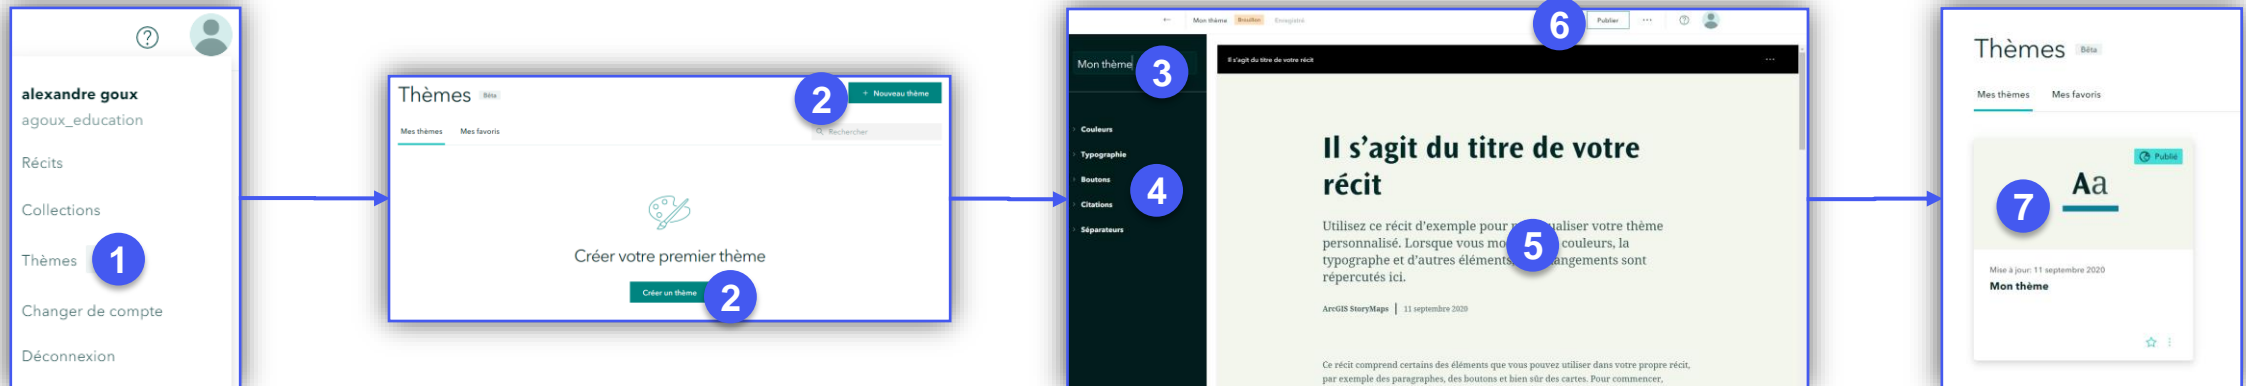 alexandre goux
agoux_education
Récits
Collections
Thèmes
1
Changer de compte
Déconnexion
Thèmes Bêta
2
+ Nouveau thème
Mes thèmes Mes favoris
Rechercher
Créer votre premier thème
Créer un thème
2
← Mon thème Brouillon Enregistré
6
Publier ...
Mon thème
3
Couleurs
Typographie
Boutons
Citations
Séparateurs
4
Il s'agit du titre de votre récit ...
Il s'agit du titre de votre
récit
Utilisez ce récit d'exemple pour votre thème
personnalisé. Lorsque vous couleurs, la
typographe et d'autres éléments sont
répercutés ici.
5
ArcGIS StoryMaps | 11 septembre 2020
Ce récit comprend certains des éléments que vous pouvez utiliser dans votre propre récit,
par exemple des paragraphes, des boutons et bien sûr des cartes. Pour commencer,
Thèmes Bêta
Mes thèmes Mes favoris
Publié
Aa
7
Mise à jour: 11 septembre 2020
Mon thème